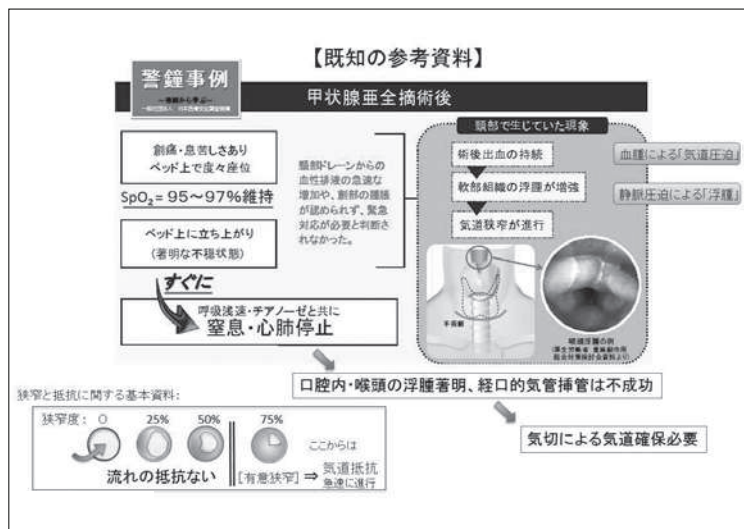 【既知の参考資料】
警鐘事例
甲状腺亜全摘術後
創痛・息苦しさあり
ベッド上で度々座位
SpO₂= 95～97%維持
ベッド上に立ち上がり
(著明な不穏状態)
すぐに
呼吸減速・チアノーゼと共に
窒息・心肺停止
頸部ドレーンからの
血性排液の急速な
増加や、創部の腫脹
が認められず、緊急
対応が必要と判断さ
れなかった。
頸部で生じていた現象
術後出血の持続
軟部組織の浮腫が増強
気道狭窄が進行
血腫による「気道圧迫」
静脈圧迫による「浮腫」
手術創
喉頭浮腫の例
口腔内・喉頭の浮腫著明、経口的気管挿管は不成功
気切による気道確保必要
狭窄と抵抗に関する基本資料:
狭窄度: 0 25% 50% 75%
流れの抵抗ない
[有意狭窄]
ここからは
⇒ 気道抵抗
急速に進行